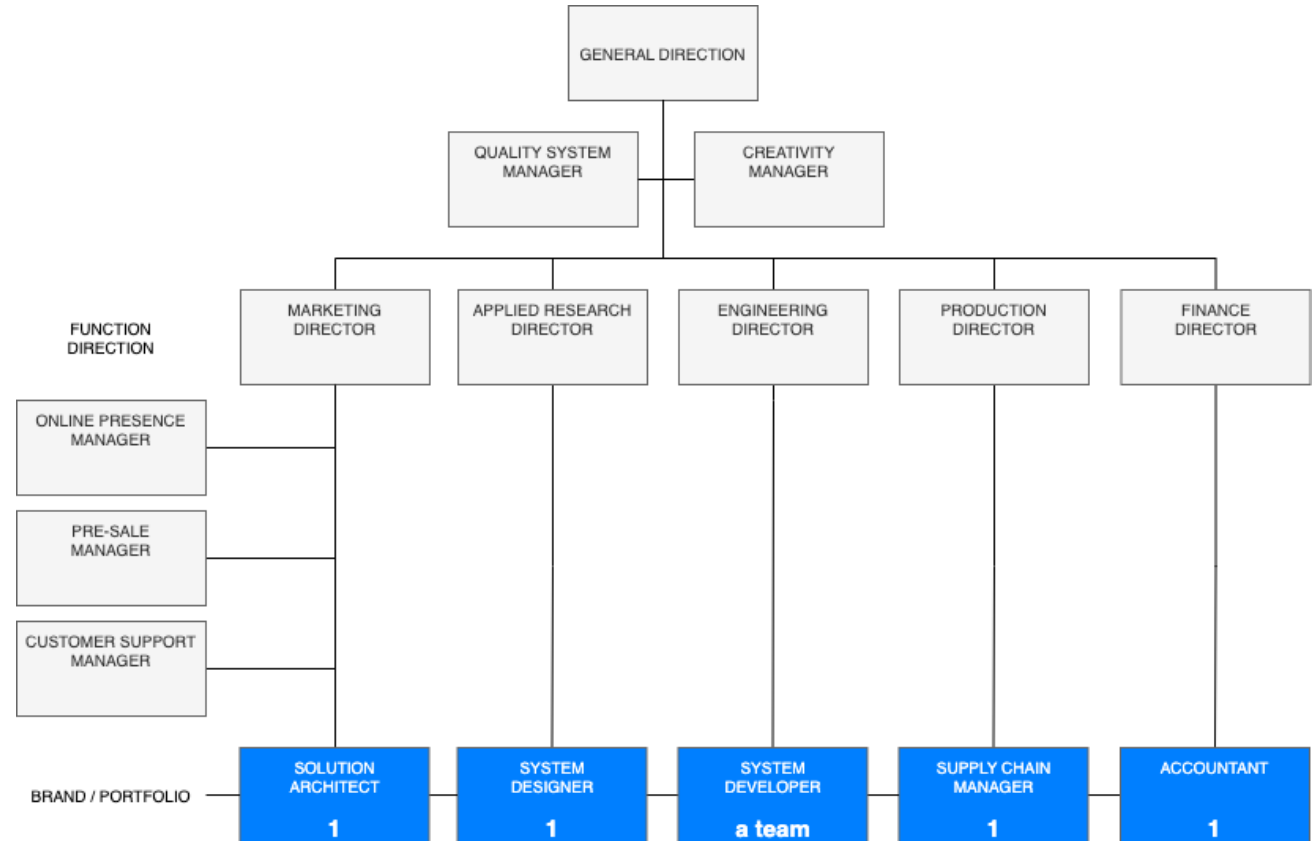 GENERAL DIRECTION
QUALITY SYSTEM
MANAGER
CREATIVITY
MANAGER
FUNCTION
DIRECTION
MARKETING
DIRECTOR
APPLIED RESEARCH
DIRECTOR
ENGINEERING
DIRECTOR
PRODUCTION
DIRECTOR
FINANCE
DIRECTOR
ONLINE PRESENCE
MANAGER
PRE-SALE
MANAGER
CUSTOMER SUPPORT
MANAGER
BRAND / PORTFOLIO
SOLUTION
ARCHITECT
1
SYSTEM
DESIGNER
1
SYSTEM
DEVELOPER
a team
SUPPLY CHAIN
MANAGER
1
ACCOUNTANT
1